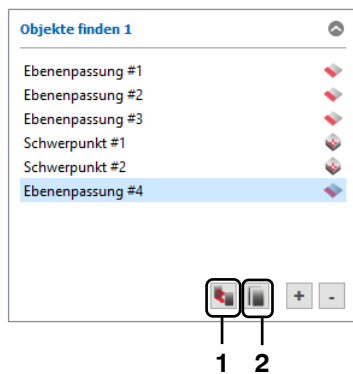 Objekte finden 1
Ebenenpassung #1
Ebenenpassung #2
Ebenenpassung #3
Schwerpunkt #1
Schwerpunkt #2
Ebenenpassung #4
+ -
1 2